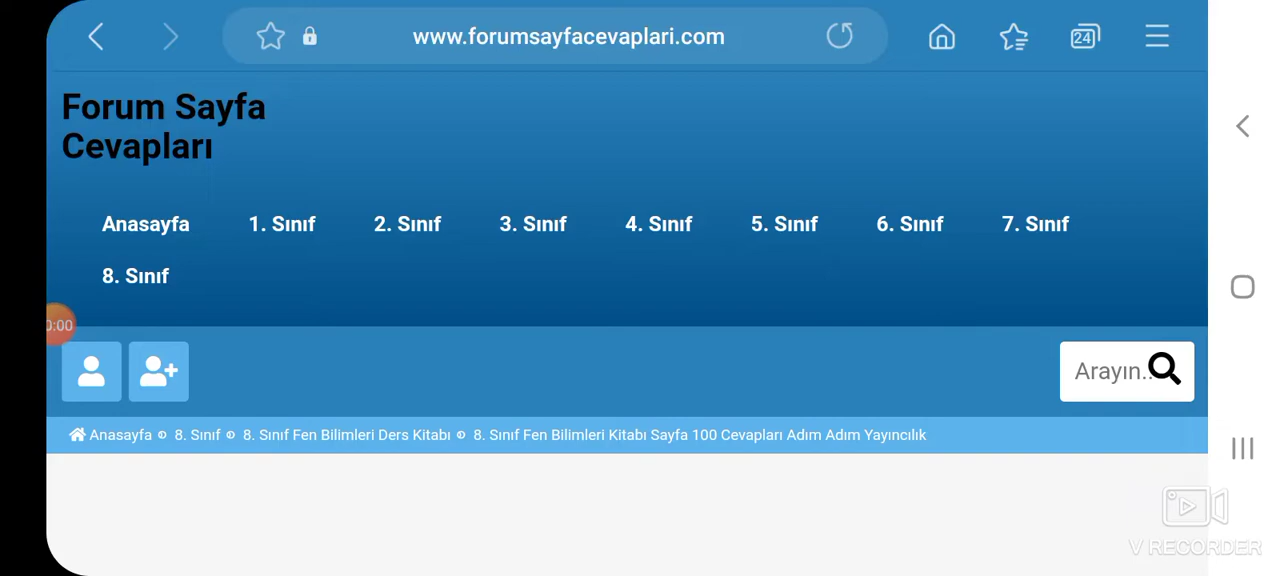 www.forumsayfacevaplari.com
24
Forum Sayfa
Cevapları
Anasayfa 1. Sınıf 2. Sınıf 3. Sınıf 4. Sınıf 5. Sınıf 6. Sınıf 7. Sınıf
8. Sınıf
0:00
Arayın..
Anasayfa 8. Sınıf 8. Sınıf Fen Bilimleri Ders Kitabı 8. Sınıf Fen Bilimleri Kitabı Sayfa 100 Cevapları Adım Adım Yayıncılık
V RECORDER